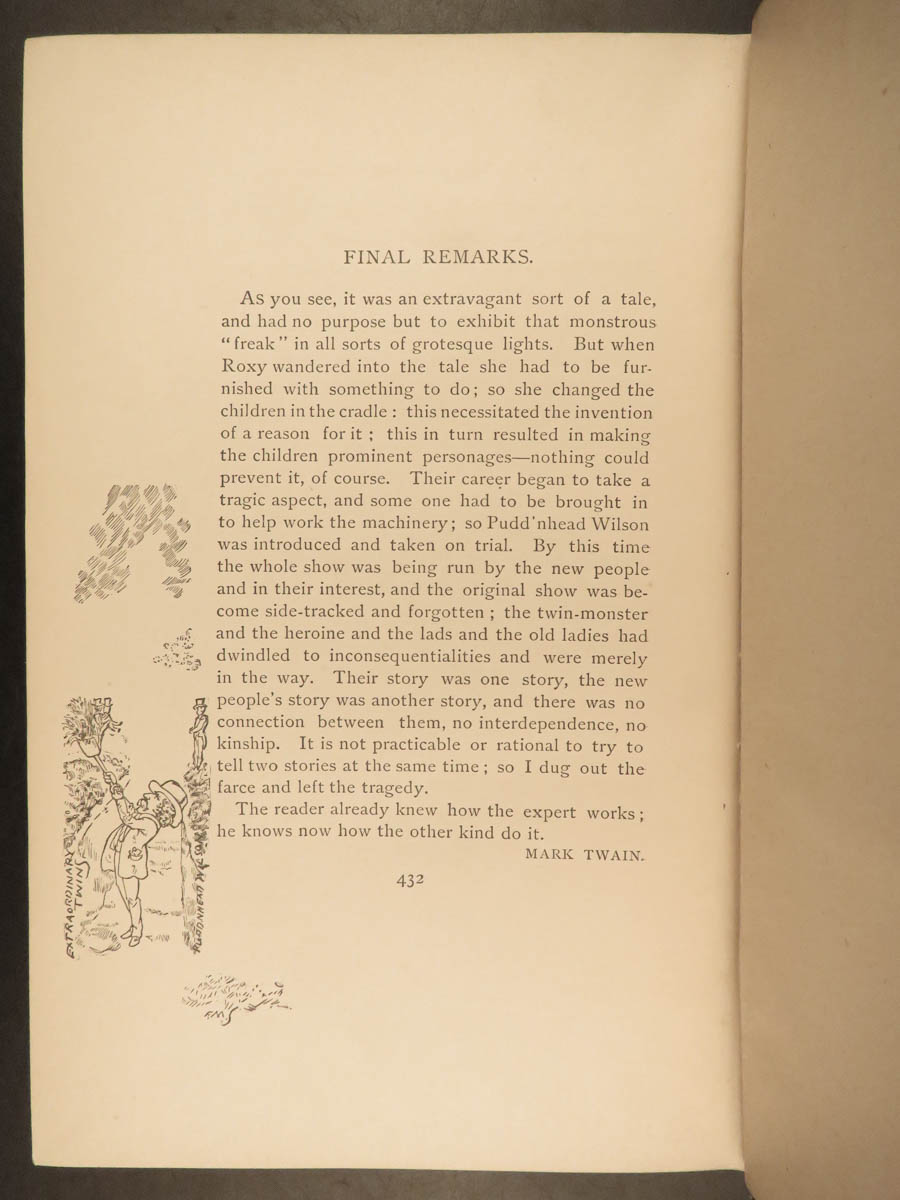 FINAL REMARKS.
AS you see, it was an extravagant sort of a tale,
and had no purpose but to exhibit that monstrous
“freak” in all sorts of grotesque lights. But when
Roxy wandered into the tale she had to be fur-
nished with something to do; so she changed the
children in the cradle : this necessitated the invention
of a reason for it ; this in turn resulted in making
the children prominent personages—nothing could
prevent it, of course. Their career began to take a
tragic aspect, and some one had to be brought in
to help work the machinery; so Pudd'nhead Wilson
was introduced and taken on trial. By this time
the whole show was being run by the new people
and in their interest, and the original show was be-
come side-tracked and forgotten ; the twin-monster
and the heroine and the lads and the old ladies had
dwindled to inconsequentialities and were merely
in the way. Their story was one story, the new
people's story was another story, and there was no
connection between them, no interdependence, no
kinship. It is not practicable or rational to try to
tell two stories at the same time ; so I dug out the
farce and left the tragedy.
The reader already knew how the expert works ;
he knows now how the other kind do it.
MARK TWAIN.
432
EXTRAORDINARY
TWINS
PUDDNHEAD WILSON
FMS